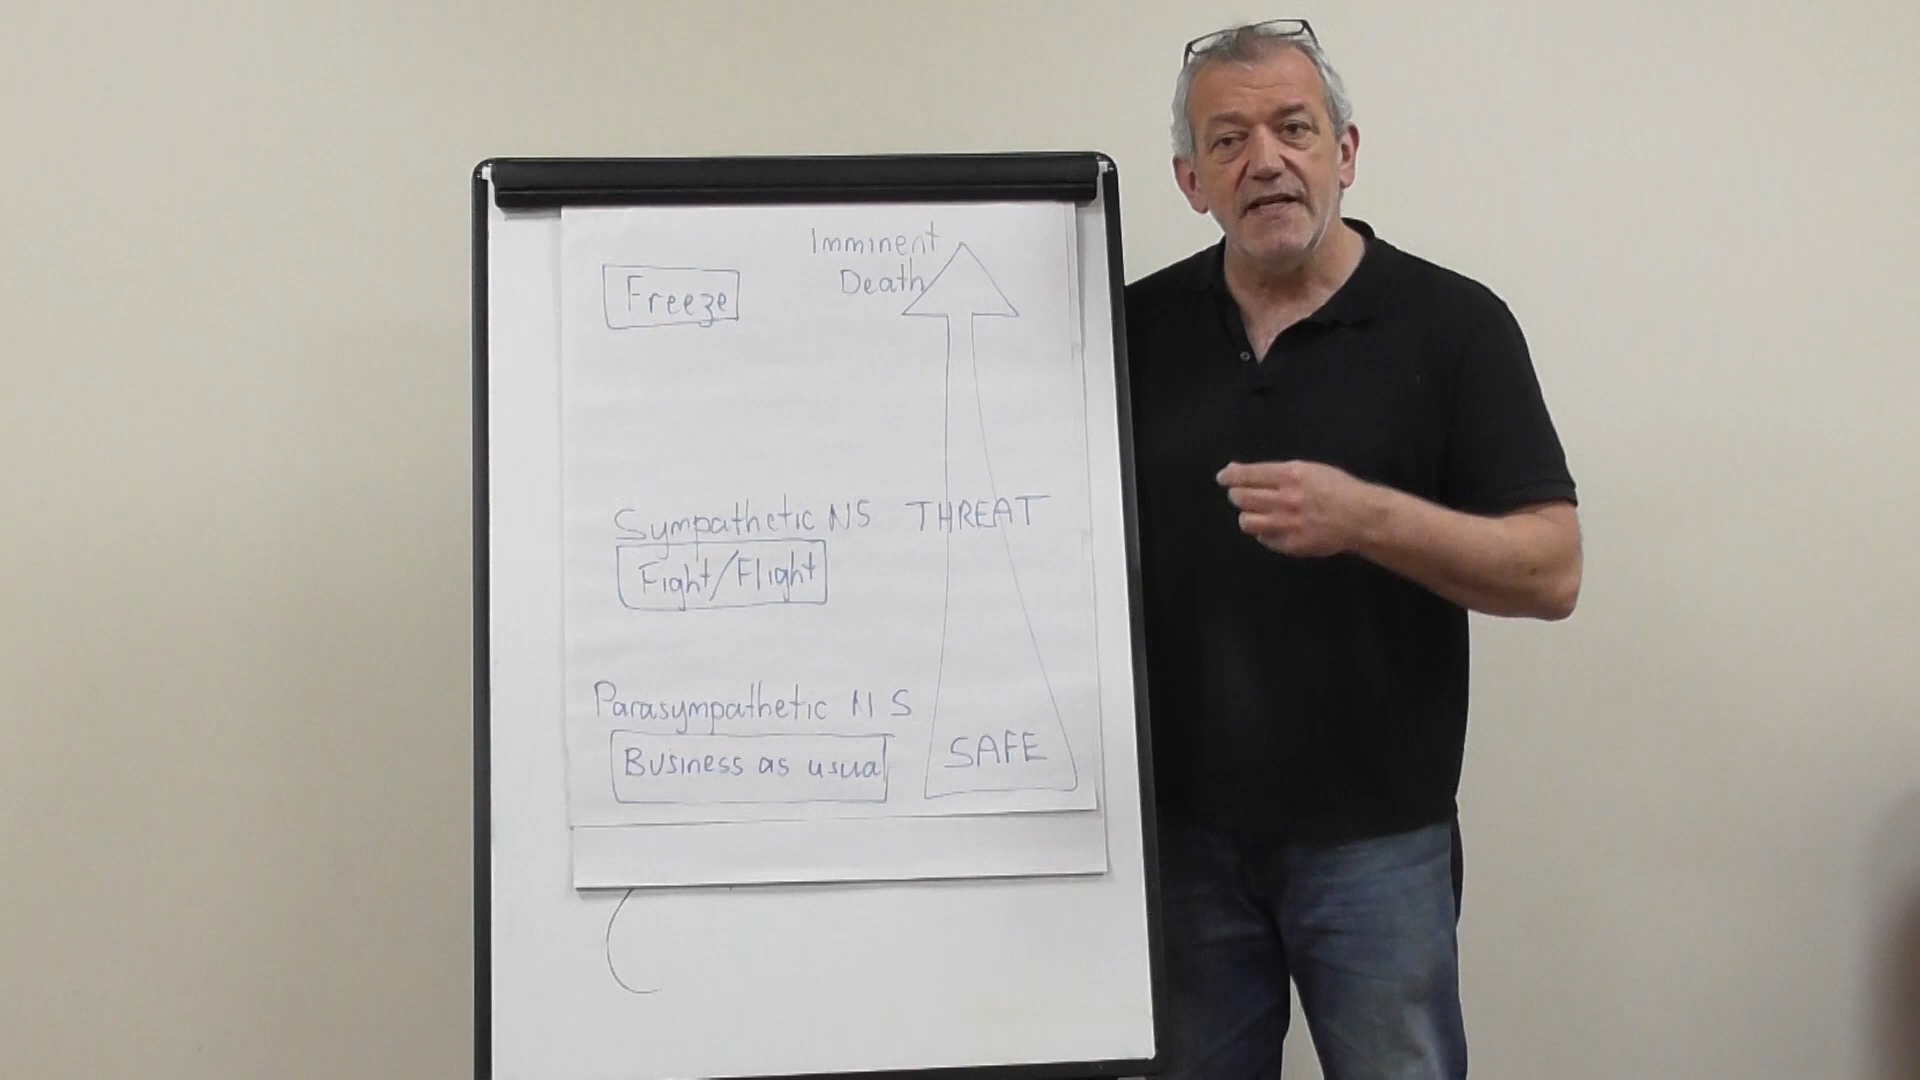 Imminent
Death
Freeze
Sympathetic NS THREAT
Fight/Flight
Parasympathetic NS
Business as usual
SAFE